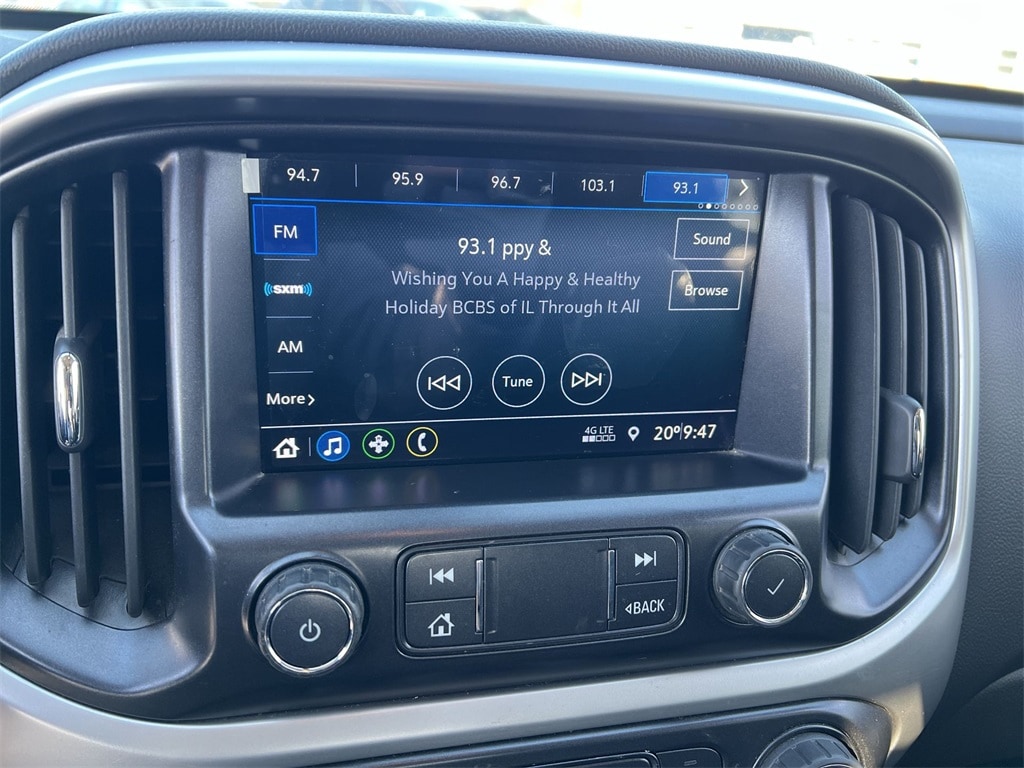 94.7 95.9 96.7 103.1 93.1
FM
Sound
93.1 ppy &
Wishing You A Happy & Healthy
((sxm))
Browse
Holiday BCBS of IL Through It All
AM
Tune
More
4G LTE
20° 9:47
BACK